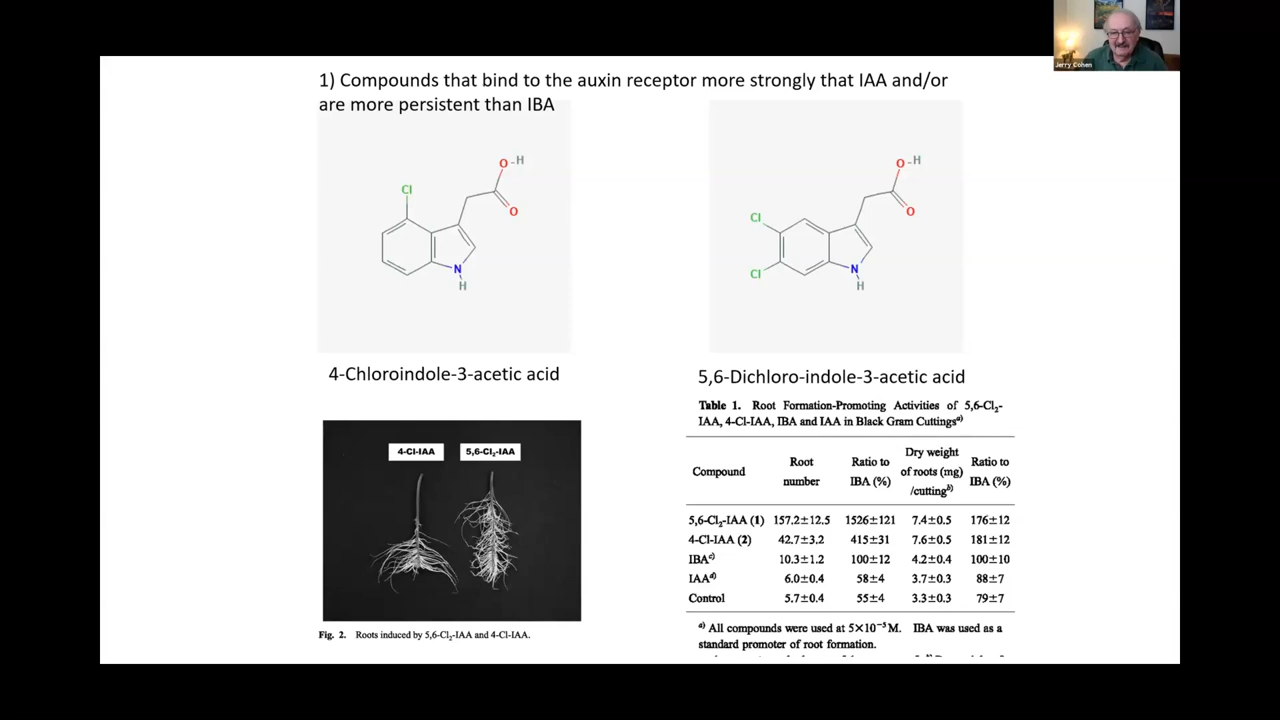 Jerry Cohen
1) Compounds that bind to the auxin receptor more strongly that IAA and/or
are more persistent than IBA
Cl
O-H
O
N
H
O-H
O
Cl
Cl
N
H
4-Chloroindole-3-acetic acid
5,6-Dichloro-indole-3-acetic acid
4-Cl-IAA
5,6-Cl₂-IAA
Fig. 2. Roots induced by 5,6-Cl₂-IAA and 4-Cl-IAA.
Table 1. Root Formation-Promoting Activities of 5,6-Cl₂-
IAA, 4-Cl-IAA, IBA and IAA in Black Gram Cuttingsᵃ⁾
Compound Root number Ratio to IBA (%) Dry weight of roots (mg) /cuttingᵇ⁾ Ratio to IBA (%)
5,6-Cl₂-IAA (1) 157.2±12.5 1526±121 7.4±0.5 176±12
4-Cl-IAA (2) 42.7±3.2 415±31 7.6±0.5 181±12
IBAᶜ⁾ 10.3±1.2 100±12 4.2±0.4 100±10
IAAᵈ⁾ 6.0±0.4 58±4 3.7±0.3 88±7
Control 5.7±0.4 55±4 3.3±0.3 79±7
ᵃ⁾ All compounds were used at 5×10⁻⁵M. IBA was used as a
standard promoter of root formation.